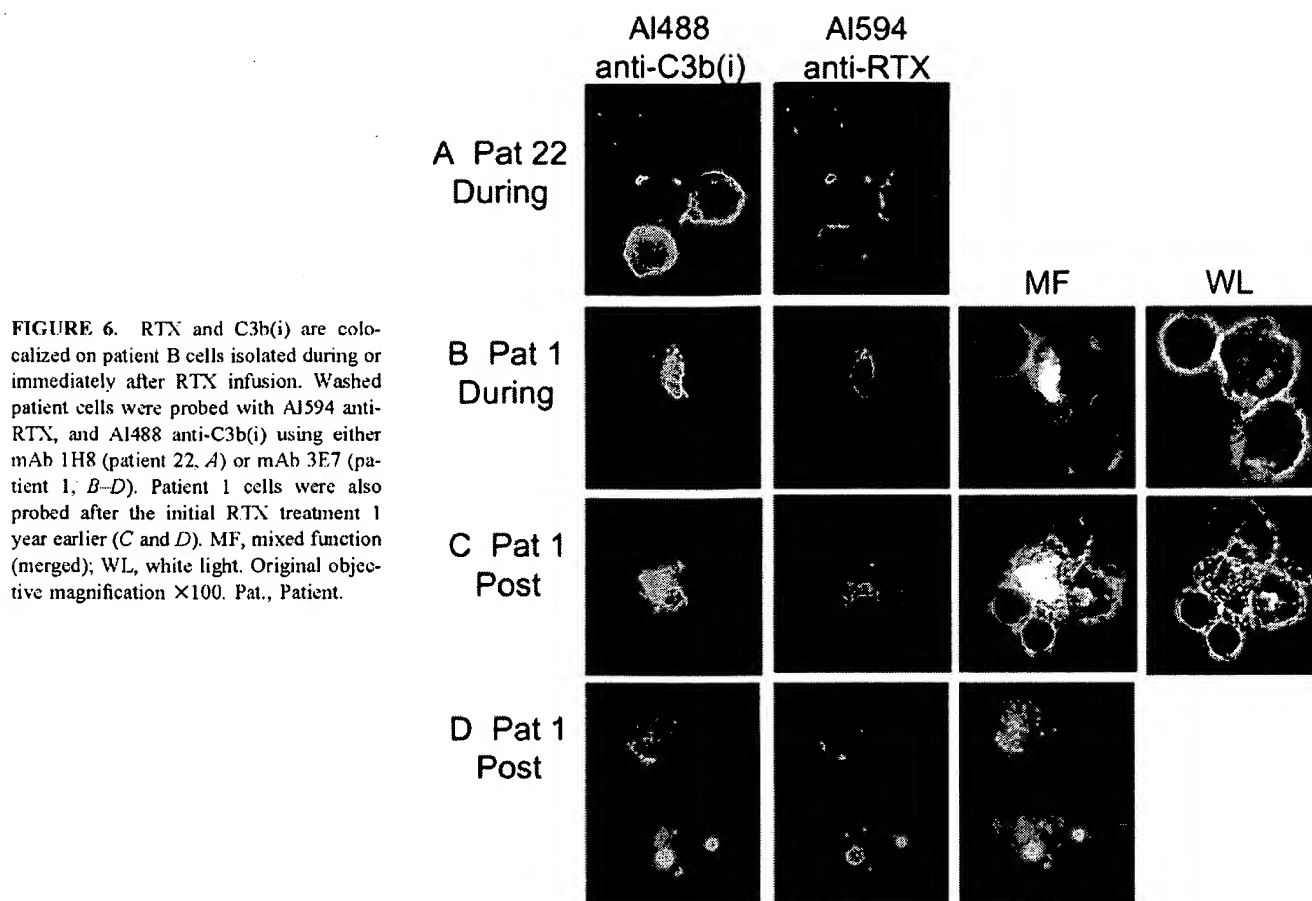 Al488
anti-C3b(i)
Al594
anti-RTX
A Pat 22
During
MF
WL
B Pat 1
During
C Pat 1
Post
D Pat 1
Post
FIGURE 6. RTX and C3b(i) are colo-
calized on patient B cells isolated during or
immediately after RTX infusion. Washed
patient cells were probed with Al594 anti-
RTX, and Al488 anti-C3b(i) using either
mAb 1H8 (patient 22, A) or mAb 3E7 (pa-
tient 1, B–D). Patient 1 cells were also
probed after the initial RTX treatment 1
year earlier (C and D). MF, mixed function
(merged); WL, white light. Original objec-
tive magnification ×100. Pat., Patient.